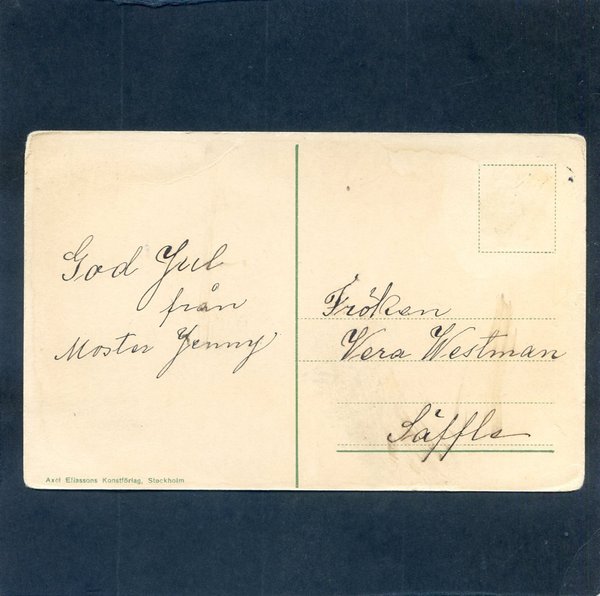 God Jul
från
Moster Jenny
Fröken
Vera Westman
Säffle
Axel Eliassons Konstförlag, Stockholm